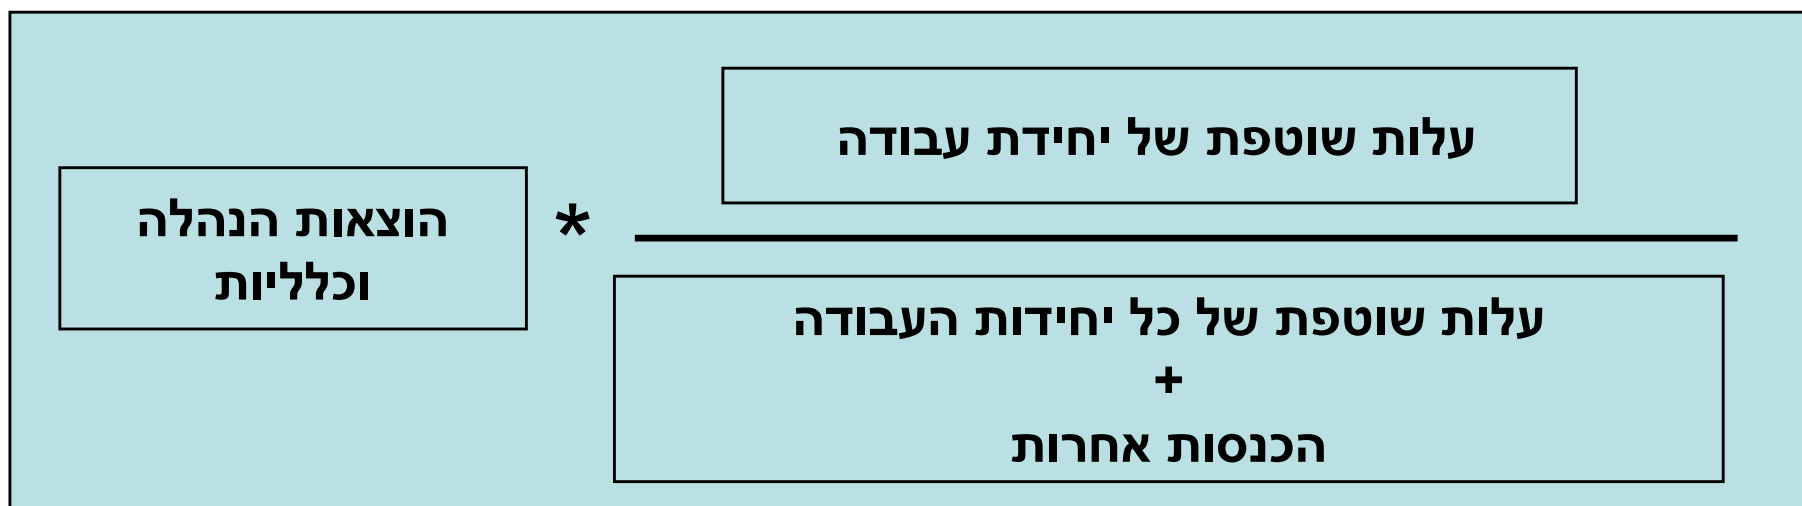 עלות שוטפת של יחידת עבודה
הוצאות הנהלה
וכלליות
*
עלות שוטפת של כל יחידות העבודה
+
הכנסות אחרות